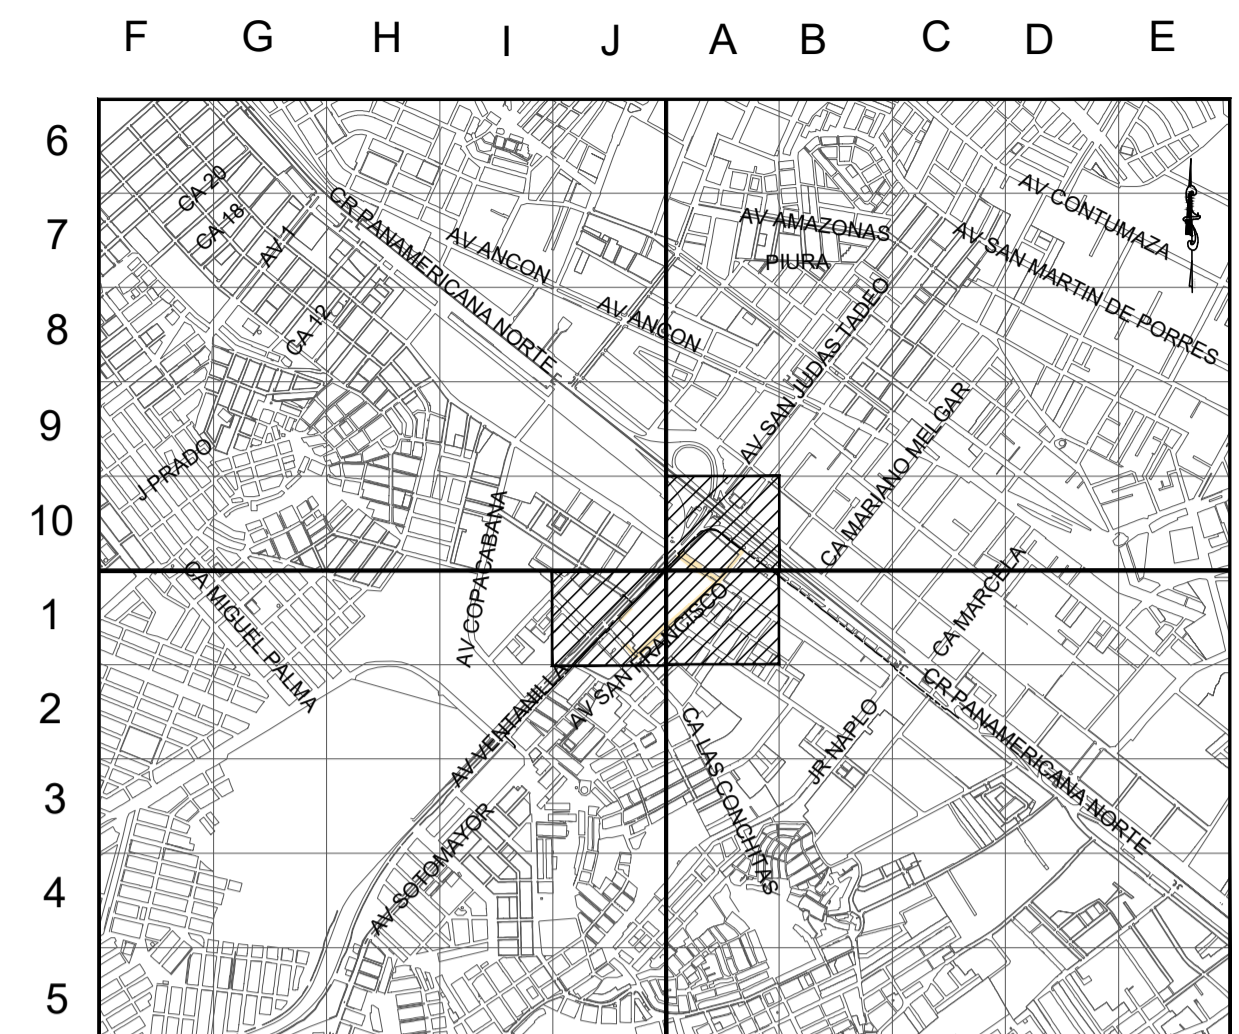 F G H I J A B C D E
6
7
8
9
10
1
2
3
4
5
CA 20
CA 18
AV 1
CA 12
CR PANAMERICANA NORTE
AV ANCON
AV ANCON
AV AMAZONAS
PIURA
AV CONTUMAZA
AV SAN MARTIN DE PORRES
AV SAN JUDAS TADEO
CA MARIANO MELGAR
J PRADO
AV COPACABANA
CA MIGUEL PALMA
AV SAN FRANCISCO
CA MARCELA
AV VENTANILLA
CA LAS CONCHITAS
JR NAPLO
CR PANAMERICANA NORTE
AV SOTOMAYOR